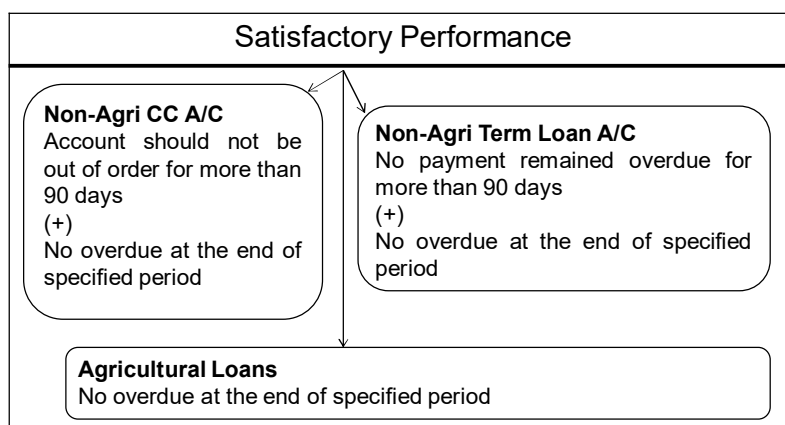 Satisfactory Performance
Non-Agri CC A/C
Account should not be
out of order for more than
90 days
(+)
No overdue at the end of
specified period
Non-Agri Term Loan A/C
No payment remained overdue for
more than 90 days
(+)
No overdue at the end of specified
period
Agricultural Loans
No overdue at the end of specified period